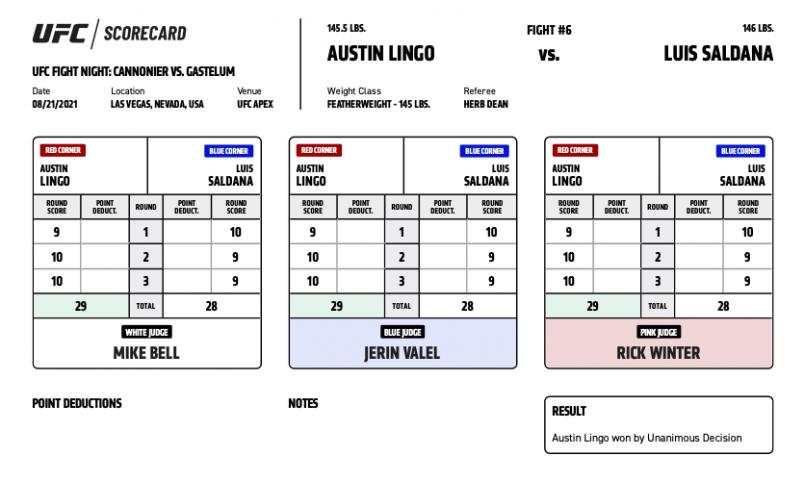 UFC / SCORECARD
UFC FIGHT NIGHT: CANNONIER VS. GASTELUM
Date Location Venue
08/21/2021 LAS VEGAS, NEVADA, USA UFC APEX
145.5 LBS. FIGHT #6 146 LBS.
AUSTIN LINGO VS. LUIS SALDANA
Weight Class Referee
FEATHERWEIGHT - 145 LBS. HERB DEAN
RED CORNER BLUE CORNER
AUSTIN LUIS
LINGO SALDANA
ROUND POINT ROUND POINT ROUND
SCORE DEDUCT. DEDUCT. SCORE
9 1 10
10 2 9
10 3 9
29 TOTAL 28
WHITE JUDGE
MIKE BELL
RED CORNER BLUE CORNER
AUSTIN LUIS
LINGO SALDANA
ROUND POINT ROUND POINT ROUND
SCORE DEDUCT. DEDUCT. SCORE
9 1 10
10 2 9
10 3 9
29 TOTAL 28
BLUE JUDGE
JERIN VALEL
RED CORNER BLUE CORNER
AUSTIN LUIS
LINGO SALDANA
ROUND POINT ROUND POINT ROUND
SCORE DEDUCT. DEDUCT. SCORE
9 1 10
10 2 9
10 3 9
29 TOTAL 28
PINK JUDGE
RICK WINTER
POINT DEDUCTIONS
NOTES
RESULT
Austin Lingo won by Unanimous Decision